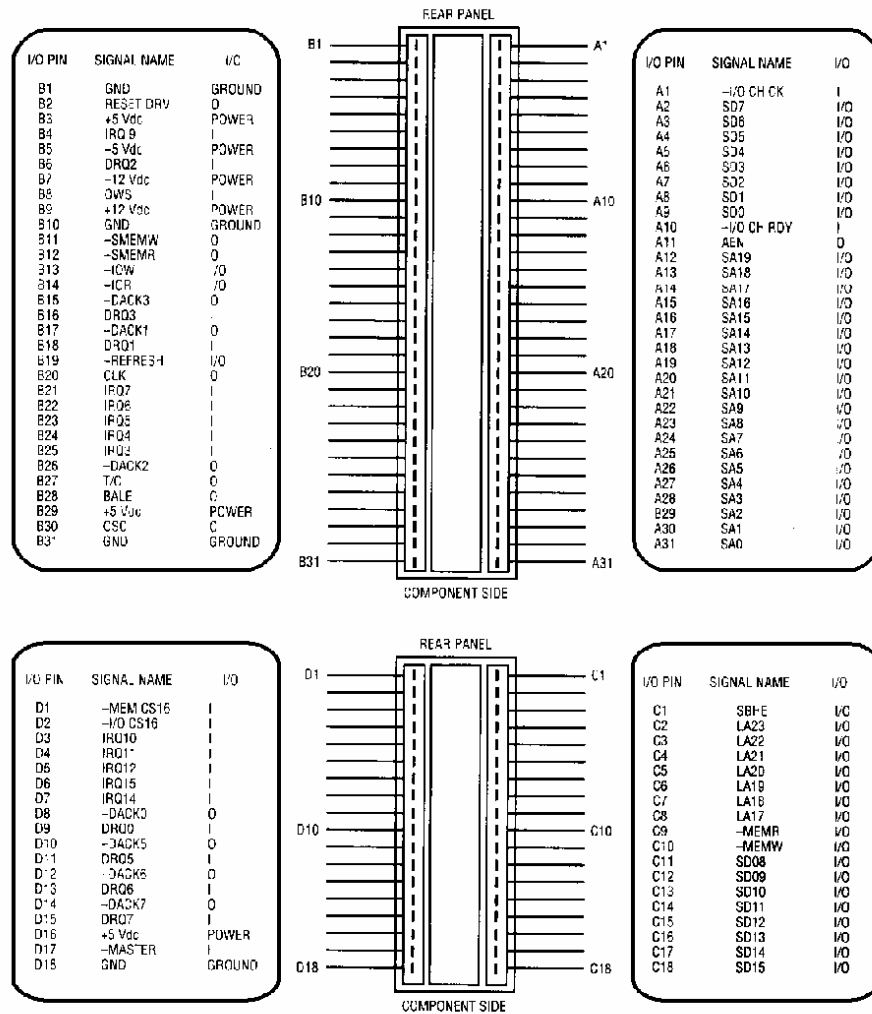 REAR PANEL
B1
A1
I/O PIN SIGNAL NAME I/O
B1 GND GROUND
B2 RESET DRV O
B3 +5 Vdc POWER
B4 IRQ 9 I
B5 –5 Vdc POWER
B6 DRQ2 I
B7 –12 Vdc POWER
B8 OWS I
B9 +12 Vdc POWER
B10 GND GROUND
B11 –SMEMW O
B12 –SMEMR O
B13 –IOW I/O
B14 –IOR I/O
B15 –DACK3 O
B16 DRQ3
B17 –DACK1 O
B18 DRQ1 I
B19 –REFRESH I/O
B20 CLK O
B21 IRQ7 I
B22 IRQ6 I
B23 IRQ5 I
B24 IRQ4 I
B25 IRQ3 I
B26 –DACK2 O
B27 T/C O
B28 BALE O
B29 +5 Vdc POWER
B30 OSC O
B31 GND GROUND
B10
A10
B20
A20
B31
A31
COMPONENT SIDE
I/O PIN SIGNAL NAME I/O
A1 –I/O CH CK I
A2 SD7 I/O
A3 SD6 I/O
A4 SD5 I/O
A5 SD4 I/O
A6 SD3 I/O
A7 SD2 I/O
A8 SD1 I/O
A9 SD0 I/O
A10 –I/O CH RDY I
A11 AEN O
A12 SA19 I/O
A13 SA18 I/O
A14 SA17 I/O
A15 SA16 I/O
A16 SA15 I/O
A17 SA14 I/O
A18 SA13 I/O
A19 SA12 I/O
A20 SA11 I/O
A21 SA10 I/O
A22 SA9 I/O
A23 SA8 I/O
A24 SA7 I/O
A25 SA6 I/O
A26 SA5 I/O
A27 SA4 I/O
A28 SA3 I/O
B29 SA2 I/O
A30 SA1 I/O
A31 SA0 I/O
REAR PANEL
D1
C1
I/O PIN SIGNAL NAME I/O
D1 –MEM CS16 I
D2 –I/O CS16 I
D3 IRQ10 I
D4 IRQ11 I
D5 IRQ12 I
D6 IRQ15 I
D7 IRQ14 I
D8 –DACK0 O
D9 DRQ0 I
D10 –DACK5 O
D11 DRQ5 I
D12 –DACK6 O
D13 DRQ6 I
D14 –DACK7 O
D15 DRQ7 I
D16 +5 Vdc POWER
D17 –MASTER I
D18 GND GROUND
D10
C10
D18
C18
COMPONENT SIDE
I/O PIN SIGNAL NAME I/O
C1 SBHE I/O
C2 LA23 I/O
C3 LA22 I/O
C4 LA21 I/O
C5 LA20 I/O
C6 LA19 I/O
C7 LA18 I/O
C8 LA17 I/O
C9 –MEMR I/O
C10 –MEMW I/O
C11 SD08 I/O
C12 SD09 I/O
C13 SD10 I/O
C14 SD11 I/O
C15 SD12 I/O
C16 SD13 I/O
C17 SD14 I/O
C18 SD15 I/O